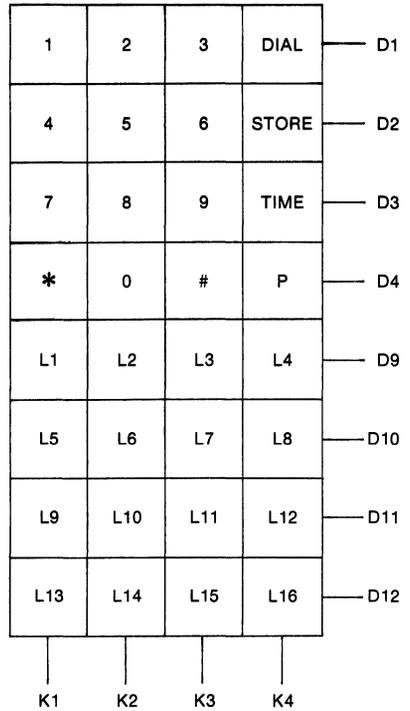 1 2 3 DIAL D1
4 5 6 STORE D2
7 8 9 TIME D3
* 0 # P D4
L1 L2 L3 L4 D9
L5 L6 L7 L8 D10
L9 L10 L11 L12 D11
L13 L14 L15 L16 D12
K1 K2 K3 K4